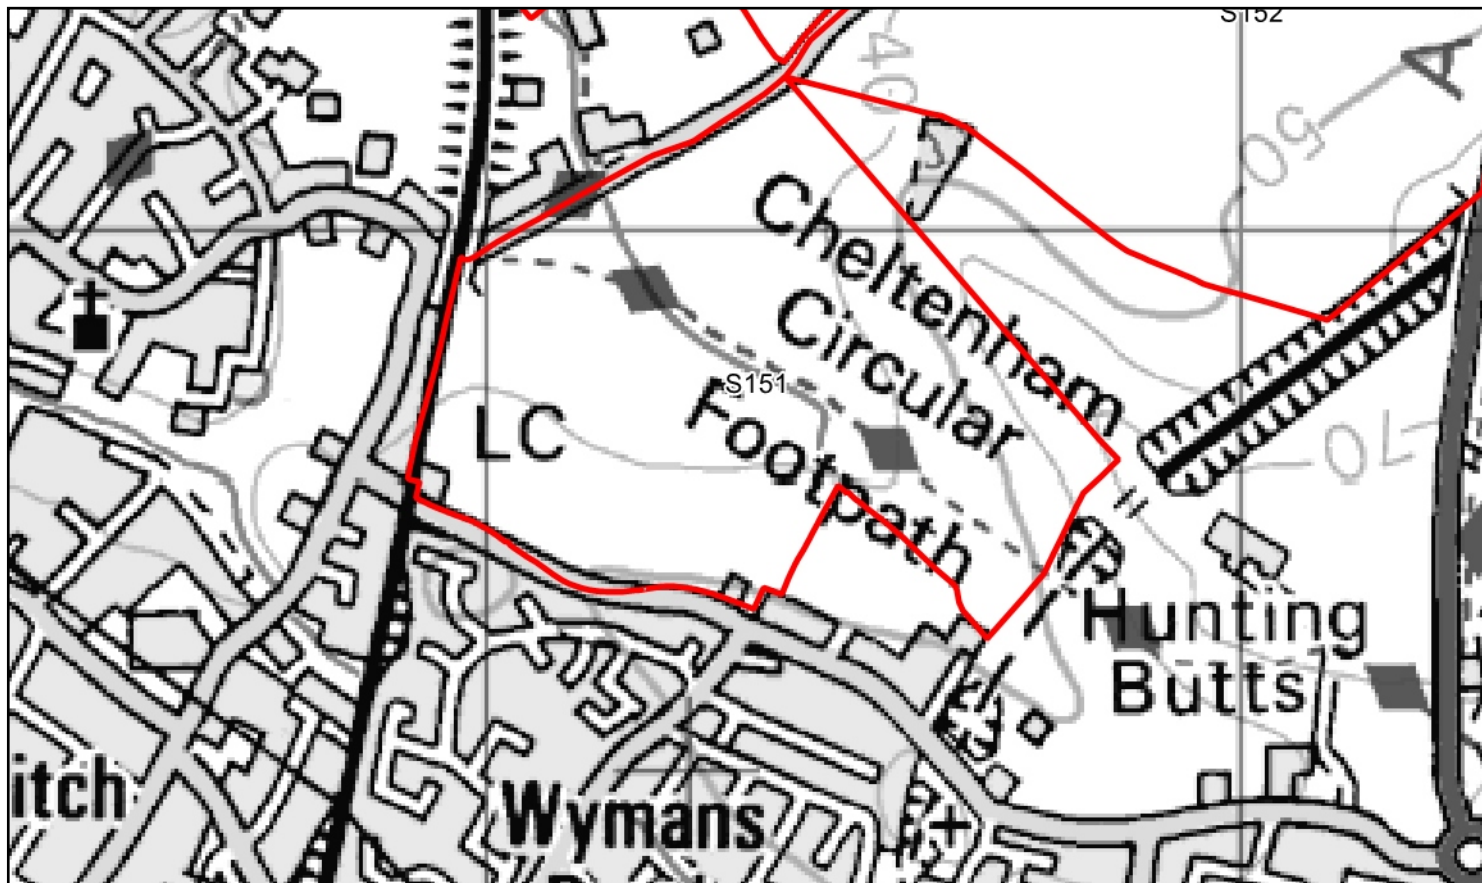 S152
40
A
50
Cheltenham
Circular
Footpath
S151
LC
70
Hunting
Butts
itch
Wymans